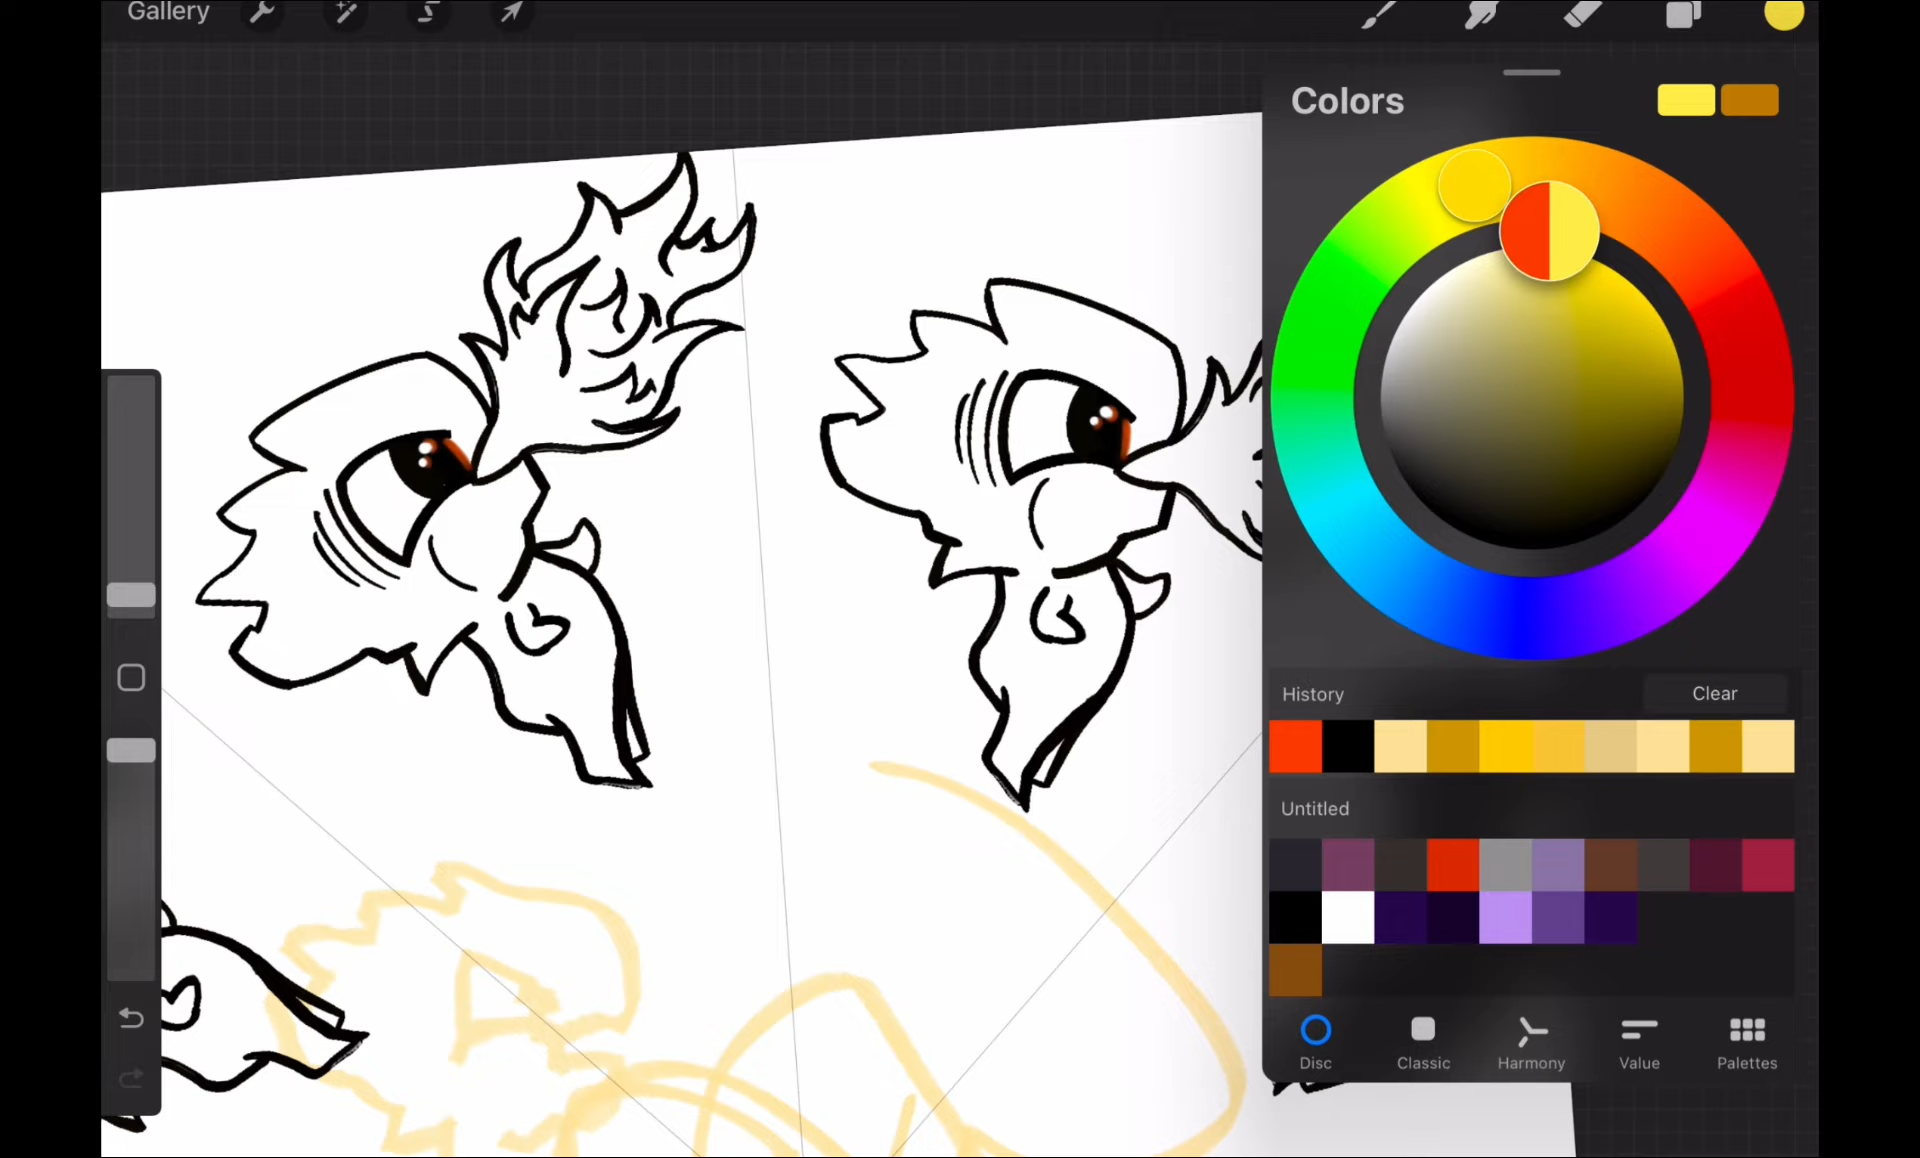 Gallery
Colors
History
Clear
Untitled
Disc
Classic
Harmony
Value
Palettes